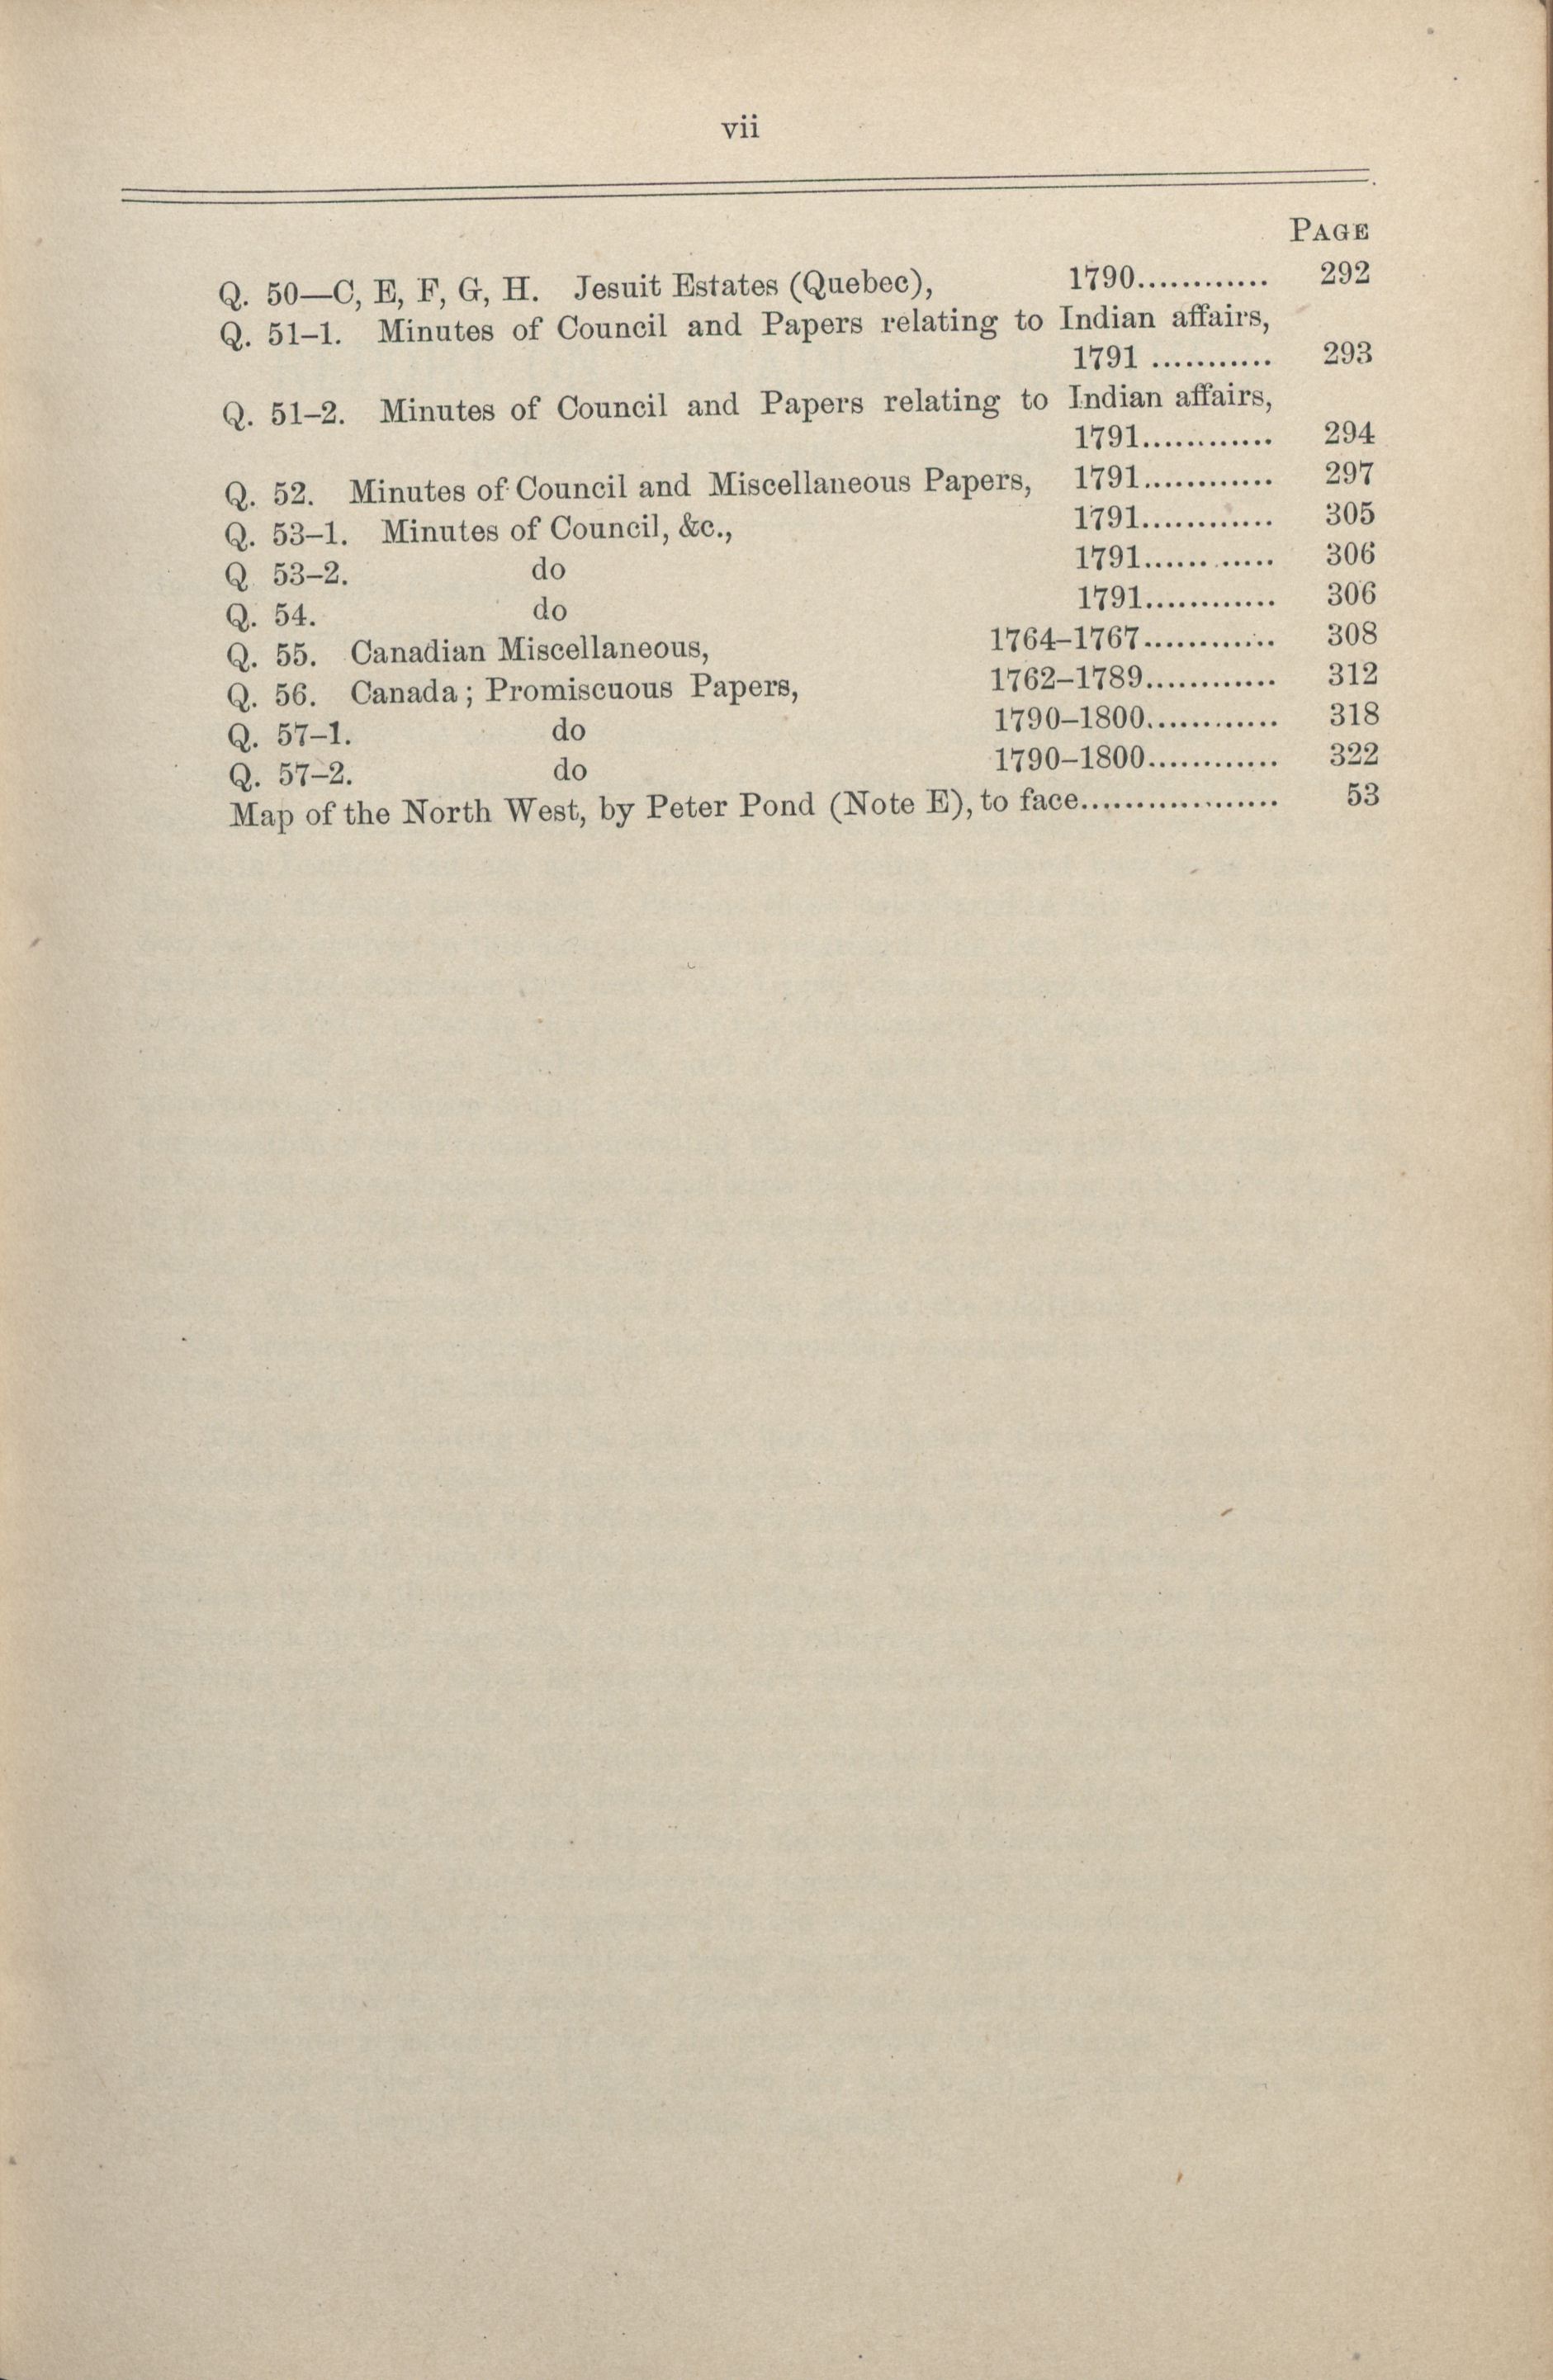 vii
PAGE
Q. 50—C, E, F, G, H. Jesuit Estates (Quebec), 1790............ 292
Q. 51–1. Minutes of Council and Papers relating to Indian affairs,
1791 ............ 293
Q. 51–2. Minutes of Council and Papers relating to Indian affairs,
1791............ 294
Q. 52. Minutes of Council and Miscellaneous Papers, 1791............ 297
Q. 53–1. Minutes of Council, &c., 1791............ 305
Q 53–2. do 1791............ 306
Q. 54. do 1791............ 306
Q. 55. Canadian Miscellaneous, 1764–1767............ 308
Q. 56. Canada; Promiscuous Papers, 1762–1789............ 312
Q. 57–1. do 1790–1800............ 318
Q. 57–2. do 1790–1800............ 322
Map of the North West, by Peter Pond (Note E), to face.................. 53